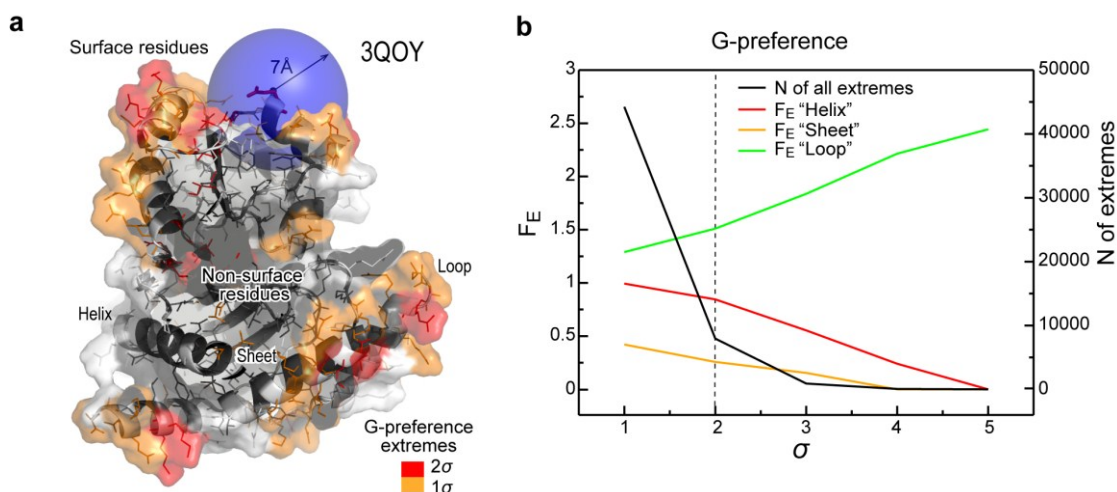 a
Surface residues
7Å
3QOY
Loop
Non-surface
residues
Helix
Sheet
G-preference
extremes
2σ
1σ
b
G-preference
N of all extremes
FE “Helix”
FE “Sheet”
FE “Loop”
3
2.5
2
1.5
1
0.5
0
FE
50000
40000
30000
20000
10000
0
N of extremes
1 2 3 4 5
σ